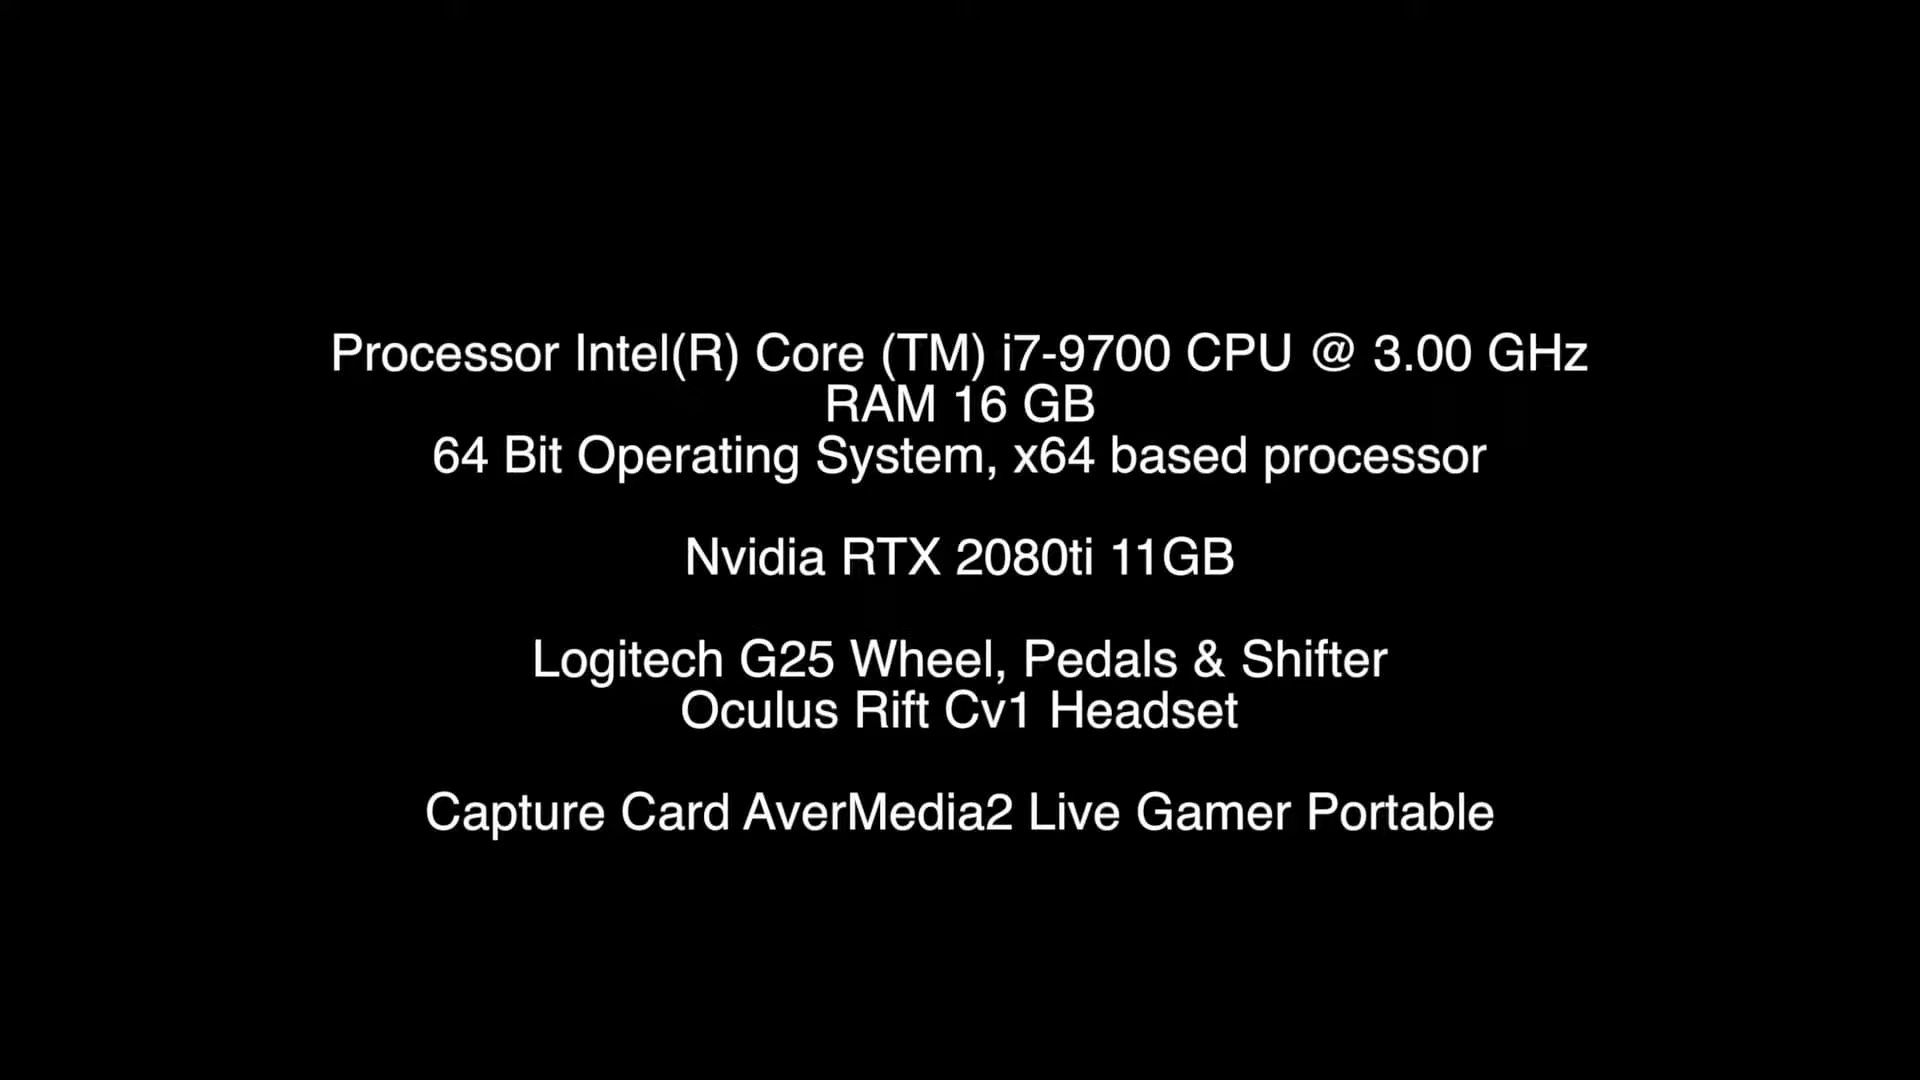 Processor Intel(R) Core (TM) i7-9700 CPU @ 3.00 GHz
RAM 16 GB
64 Bit Operating System, x64 based processor
Nvidia RTX 2080ti 11GB
Logitech G25 Wheel, Pedals & Shifter
Oculus Rift Cv1 Headset
Capture Card AverMedia2 Live Gamer Portable